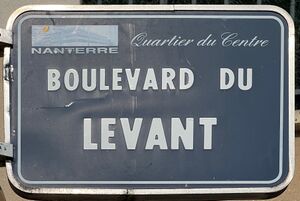 NANTERRE Quartier du Centre
BOULEVARD DU
LEVANT